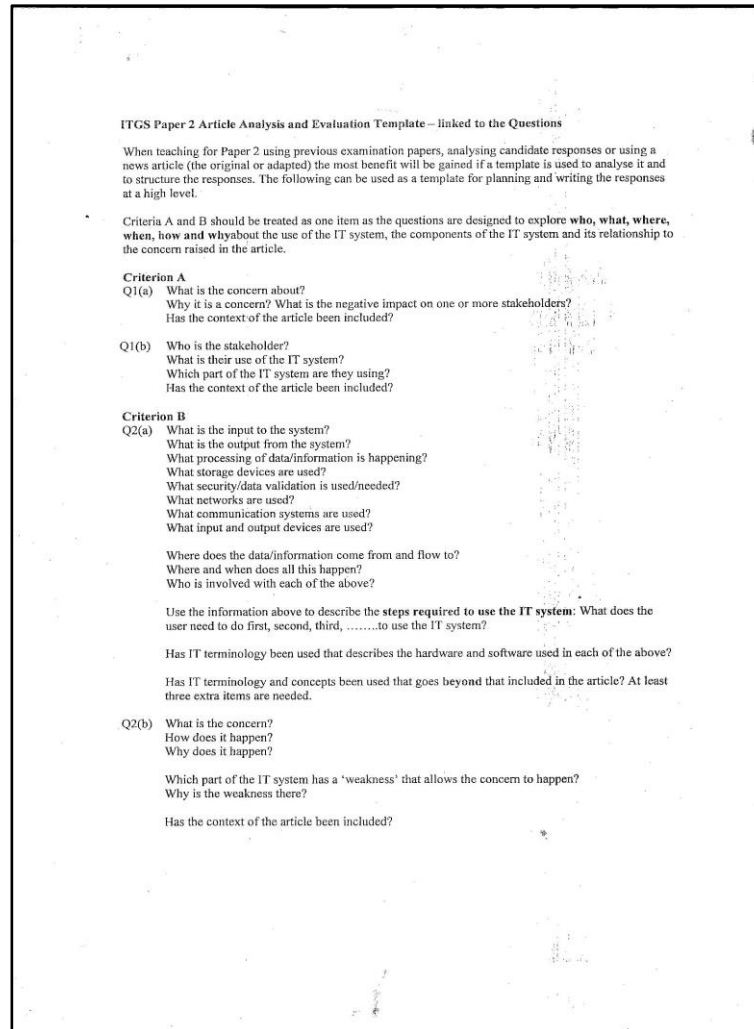 ITGS Paper 2 Article Analysis and Evaluation Template – linked to the Questions
When teaching for Paper 2 using previous examination papers, analysing candidate responses or using a
news article (the original or adapted) the most benefit will be gained if a template is used to analyse it and
to structure the responses. The following can be used as a template for planning and writing the responses
at a high level.
Criteria A and B should be treated as one item as the questions are designed to explore who, what, where,
when, how and whyabout the use of the IT system, the components of the IT system and its relationship to
the concern raised in the article.
Criterion A
Q1(a) What is the concern about?
Why it is a concern? What is the negative impact on one or more stakeholders?
Has the context of the article been included?
Q1(b) Who is the stakeholder?
What is their use of the IT system?
Which part of the IT system are they using?
Has the context of the article been included?
Criterion B
Q2(a) What is the input to the system?
What is the output from the system?
What processing of data/information is happening?
What storage devices are used?
What security/data validation is used/needed?
What networks are used?
What communication systems are used?
What input and output devices are used?
Where does the data/information come from and flow to?
Where and when does all this happen?
Who is involved with each of the above?
Use the information above to describe the steps required to use the IT system: What does the
user need to do first, second, third, ........to use the IT system?
Has IT terminology been used that describes the hardware and software used in each of the above?
Has IT terminology and concepts been used that goes beyond that included in the article? At least
three extra items are needed.
Q2(b) What is the concern?
How does it happen?
Why does it happen?
Which part of the IT system has a 'weakness' that allows the concern to happen?
Why is the weakness there?
Has the context of the article been included?